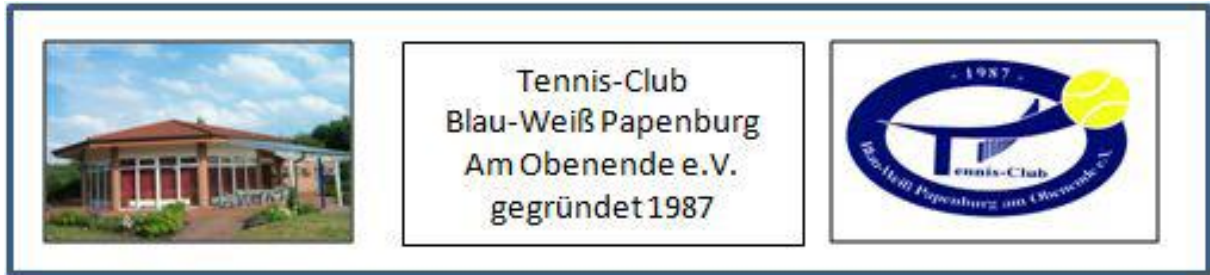 Tennis-Club
Blau-Weiß Papenburg
Am Obenende e.V.
gegründet 1987
- 1987 -
Tennis-Club
Blau-Weiß Papenburg am Obenende e.V.